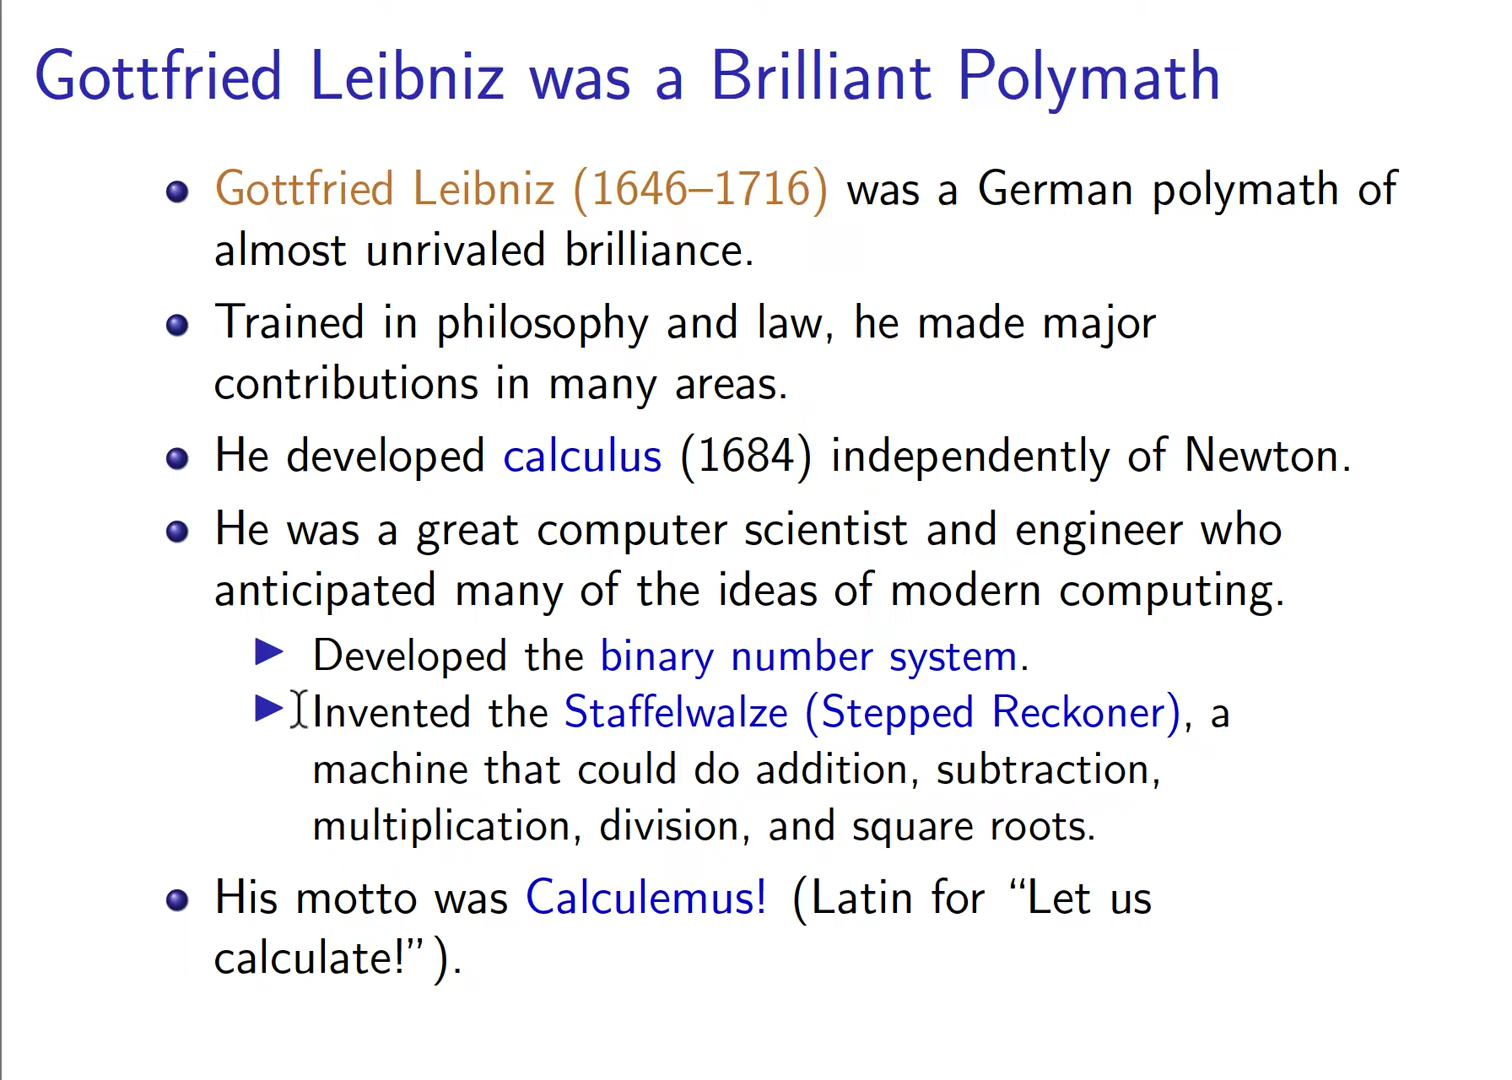 Gottfried Leibniz was a Brilliant Polymath
Gottfried Leibniz (1646–1716) was a German polymath of
almost unrivaled brilliance.
Trained in philosophy and law, he made major
contributions in many areas.
He developed calculus (1684) independently of Newton.
He was a great computer scientist and engineer who
anticipated many of the ideas of modern computing.
Developed the binary number system.
Invented the Staffelwalze (Stepped Reckoner), a
machine that could do addition, subtraction,
multiplication, division, and square roots.
His motto was Calculemus! (Latin for “Let us
calculate!”).